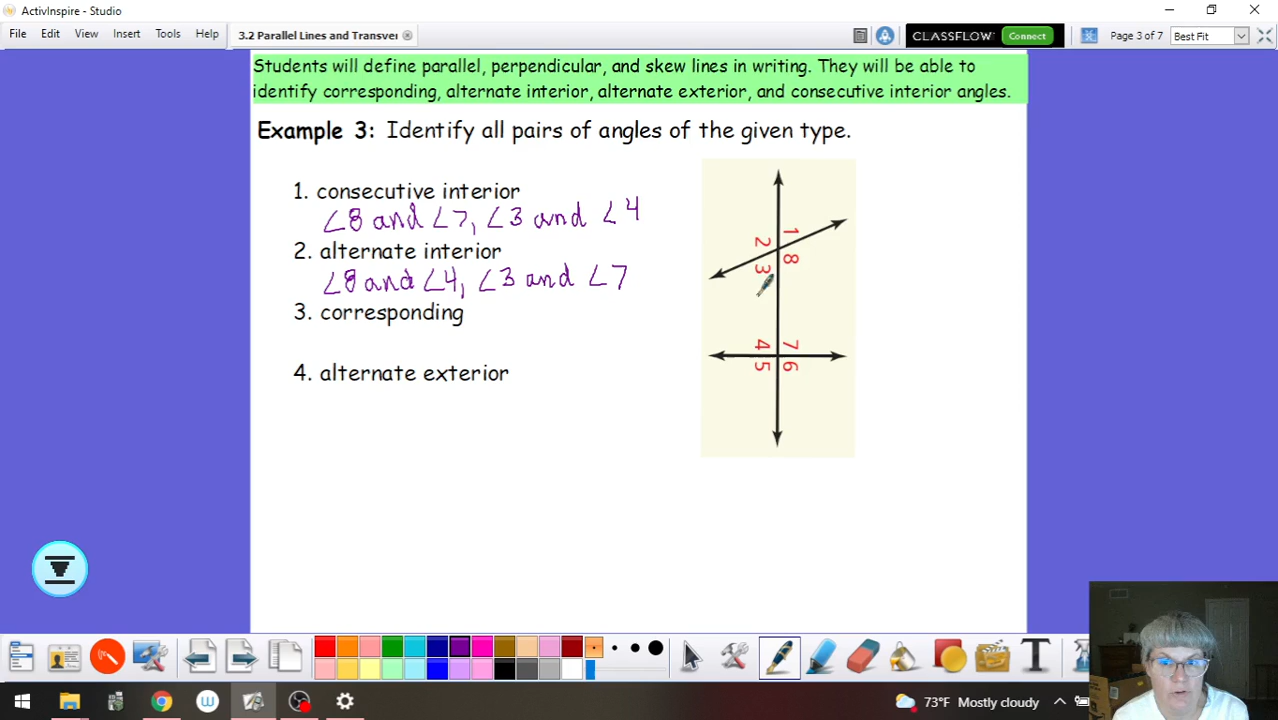 ActivInspire - Studio
File Edit View Insert Tools Help
3.2 Parallel Lines and Transver
CLASSFLOW Connect
Page 3 of 7
Best Fit
Students will define parallel, perpendicular, and skew lines in writing. They will be able to
identify corresponding, alternate interior, alternate exterior, and consecutive interior angles.
Example 3: Identify all pairs of angles of the given type.
1. consecutive interior
∠8 and ∠7, ∠3 and ∠4
2. alternate interior
∠8 and ∠4, ∠3 and ∠7
3. corresponding
4. alternate exterior
2 1
3 8
4 7
5 6
T
W
73°F Mostly cloudy